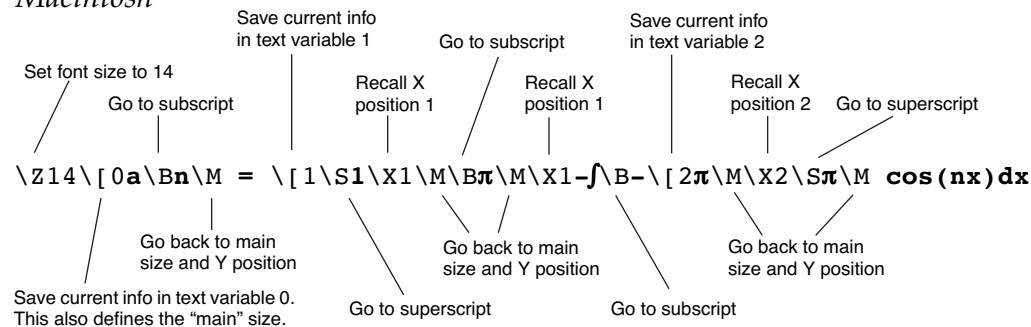 Macintosh
Save current info
in text variable 1
Go to subscript
Save current info
in text variable 2
Set font size to 14
Go to subscript
Recall X
position 1
Recall X
position 1
Recall X
position 2
Go to superscript
\Z14\[0a\Bn\M = \[1\S1\X1\M\Bπ\M\X1-∫\B-\[2π\M\X2\Sπ\M cos(nx)dx
Go back to main
size and Y position
Go back to main
size and Y position
Go back to main
size and Y position
Save current info in text variable 0.
This also defines the “main” size.
Go to superscript
Go to subscript